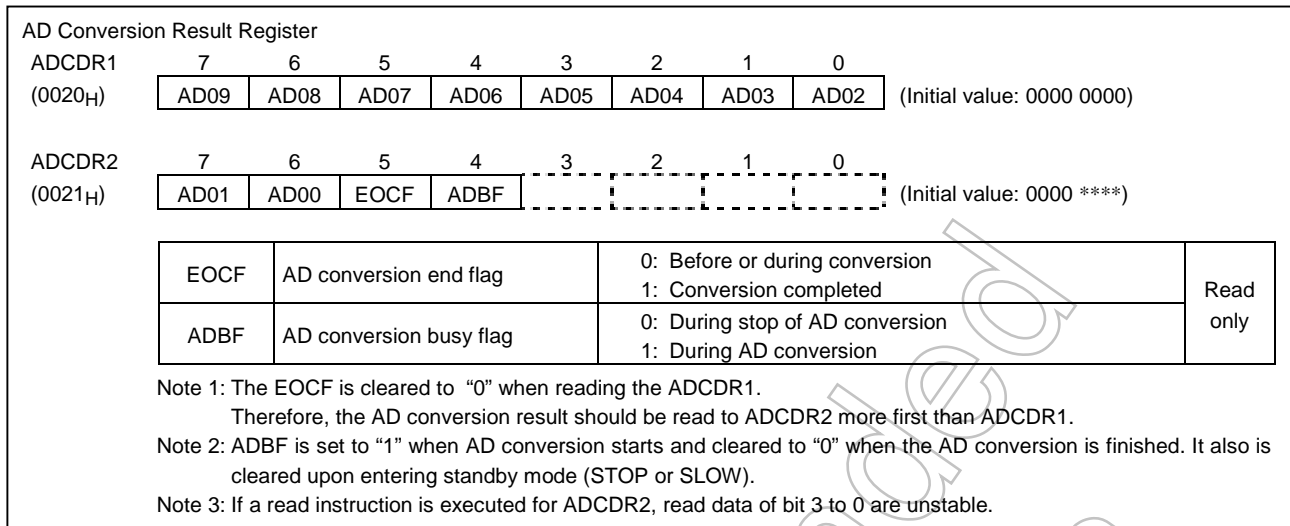 AD Conversion Result Register
ADCDR1 7 6 5 4 3 2 1 0
(0020H) AD09 AD08 AD07 AD06 AD05 AD04 AD03 AD02 (Initial value: 0000 0000)
ADCDR2 7 6 5 4 3 2 1 0
(0021H) AD01 AD00 EOCF ADBF (Initial value: 0000 ****)
EOCF AD conversion end flag 0: Before or during conversion
1: Conversion completed
Read only
ADBF AD conversion busy flag 0: During stop of AD conversion
1: During AD conversion
Note 1: The EOCF is cleared to “0” when reading the ADCDR1.
Therefore, the AD conversion result should be read to ADCDR2 more first than ADCDR1.
Note 2: ADBF is set to “1” when AD conversion starts and cleared to “0” when the AD conversion is finished. It also is
cleared upon entering standby mode (STOP or SLOW).
Note 3: If a read instruction is executed for ADCDR2, read data of bit 3 to 0 are unstable.